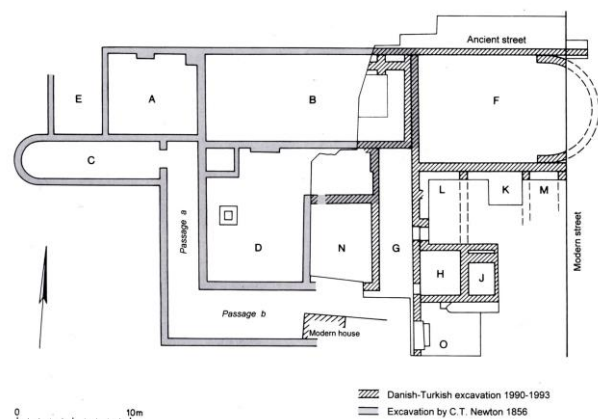 Ancient street
E
A
B
F
C
L
K
M
Passage a
D
N
G
H
J
Modern street
Passage b
Modern house
O
0 10m
Danish-Turkish excavation 1990-1993
Excavation by C.T. Newton 1856